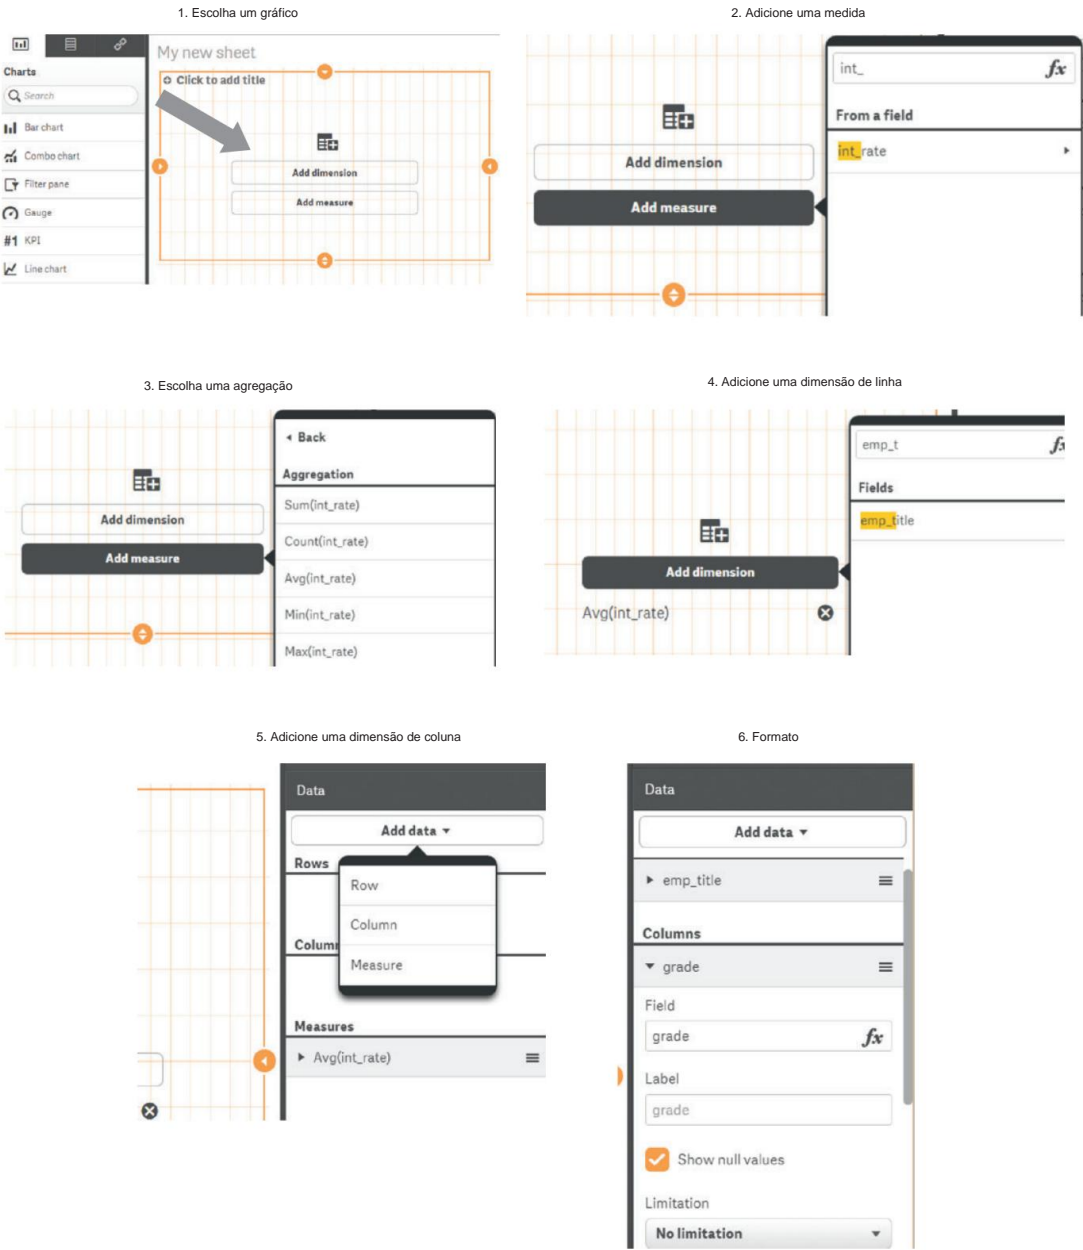 1. Escolha um gráfico
My new sheet
Charts
Click to add title
Search
Bar chart
Combo chart
Filter pane
Gauge
#1 KPI
Line chart
Add dimension
Add measure
2. Adicione uma medida
int_
fx
From a field
int_rate
Add dimension
Add measure
3. Escolha uma agregação
Back
Aggregation
Sum(int_rate)
Count(int_rate)
Avg(int_rate)
Min(int_rate)
Max(int_rate)
Add dimension
Add measure
4. Adicione uma dimensão de linha
emp_t
fx
Fields
emp_title
Add dimension
Avg(int_rate)
5. Adicione uma dimensão de coluna
Data
Add data
Rows
Row
Column
Colum
Measure
Measures
Avg(int_rate)
6. Formato
Data
Add data
emp_title
Columns
grade
Field
grade
fx
Label
grade
Show null values
Limitation
No limitation